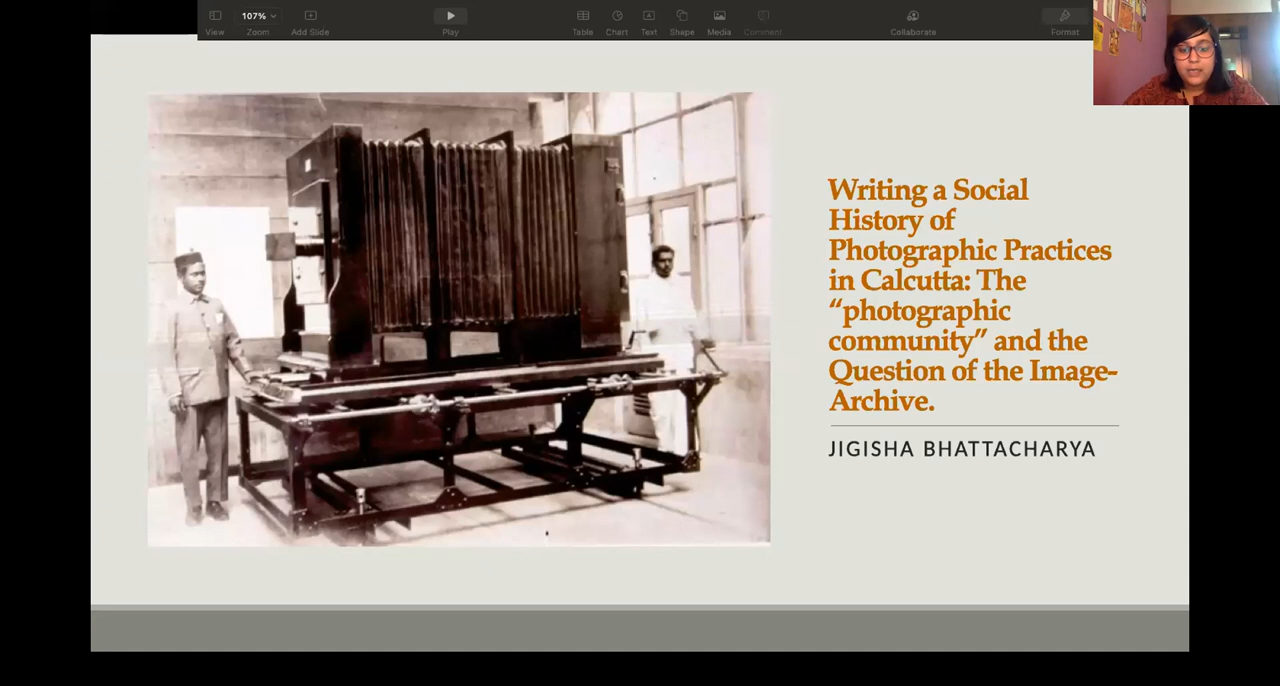 107%
View
Zoom
Add Slide
Play
Table
Chart
Text
Shape
Media
Comment
Collaborate
Format
Writing a Social
History of
Photographic Practices
in Calcutta: The
“photographic
community” and the
Question of the Image-
Archive.
JIGISHA BHATTACHARYA